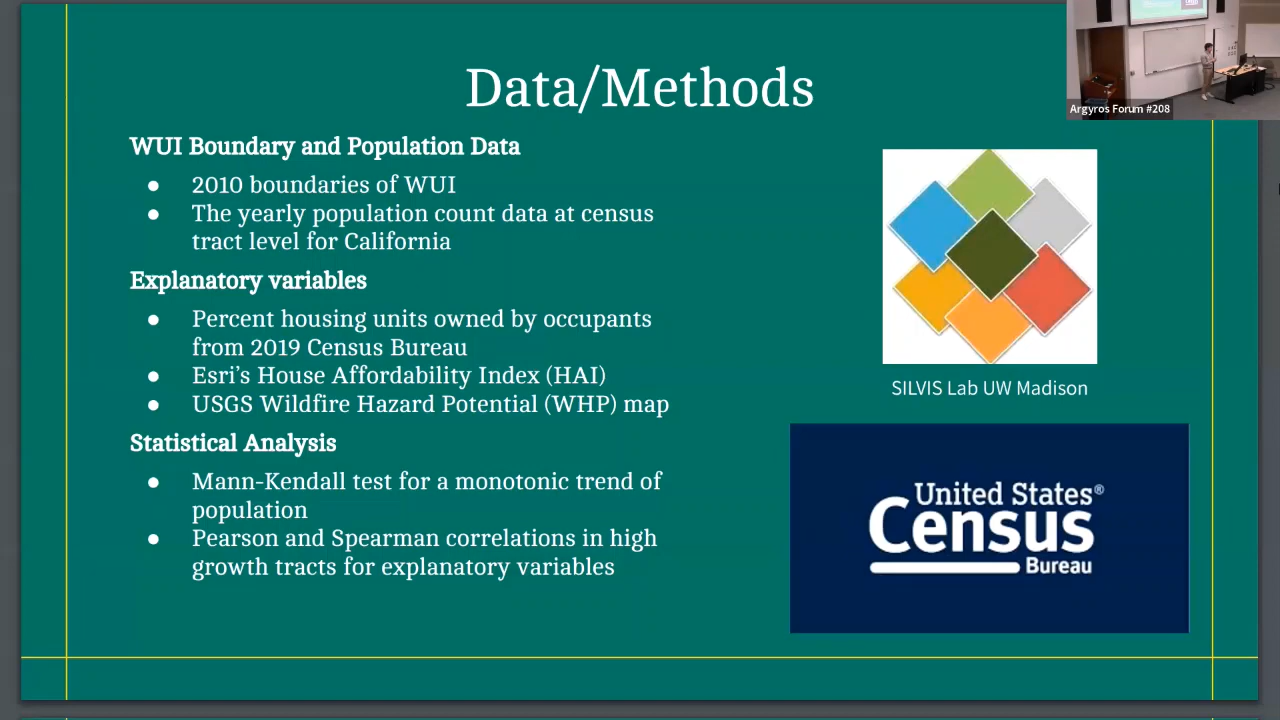 Data/Methods
Argyros Forum #208
WUI Boundary and Population Data
● 2010 boundaries of WUI
● The yearly population count data at census
tract level for California
Explanatory variables
● Percent housing units owned by occupants
from 2019 Census Bureau
● Esri’s House Affordability Index (HAI)
● USGS Wildfire Hazard Potential (WHP) map
Statistical Analysis
● Mann-Kendall test for a monotonic trend of
population
● Pearson and Spearman correlations in high
growth tracts for explanatory variables
SILVIS Lab UW Madison
United States®
Census
Bureau